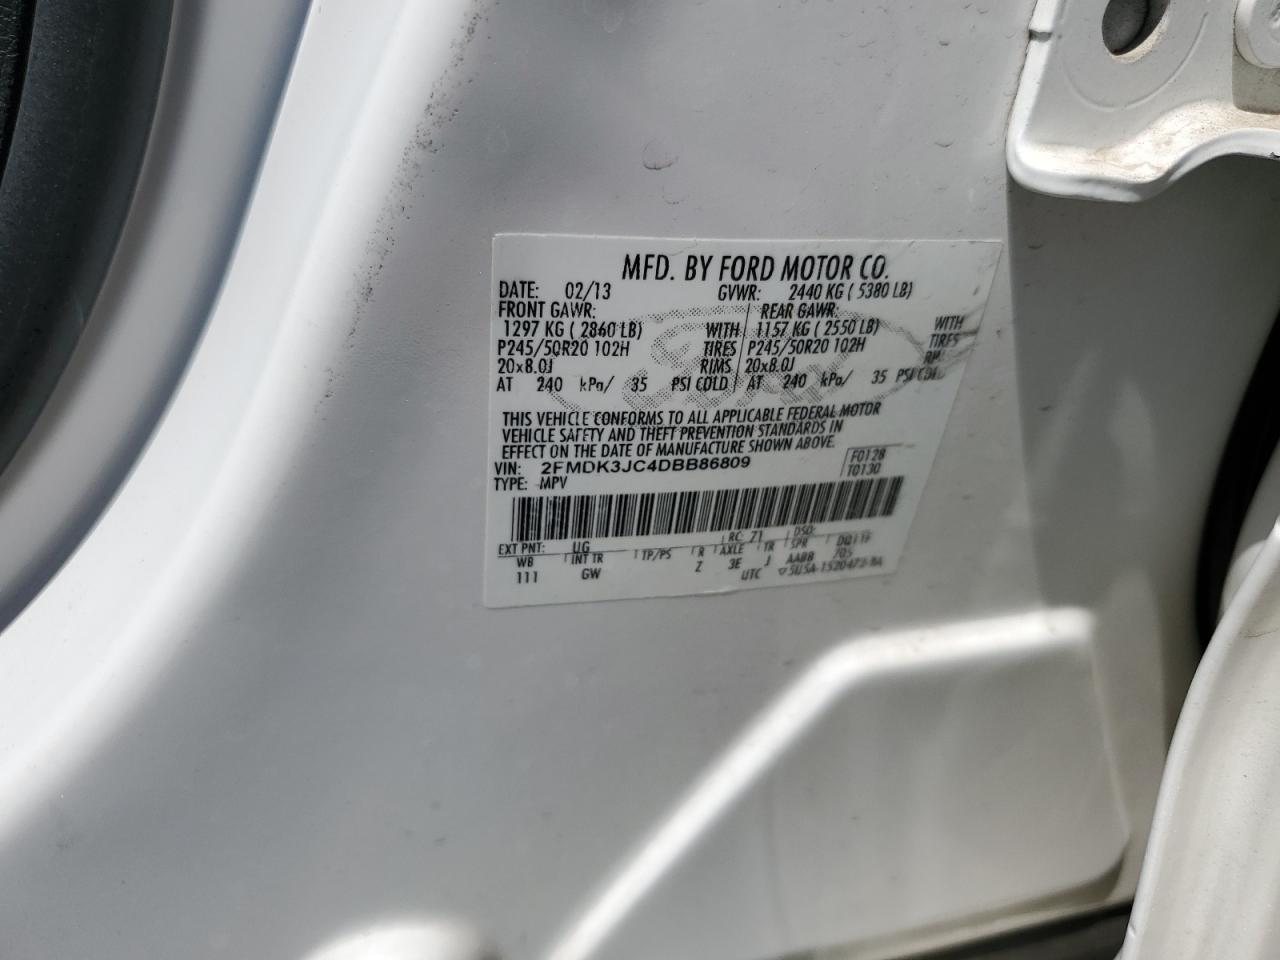 MFD. BY FORD MOTOR CO.
DATE: 02/13 GVWR: 2440 KG ( 5380 LB)
FRONT GAWR: REAR GAWR:
1297 KG ( 2860 LB) WITH 1157 KG ( 2550 LB) WITH
P245/50R20 102H TIRES P245/50R20 102H TIRES
20x8.0J RIMS 20x8.0J
AT 240 kPa/ 35 PSI COLD AT 240 kPa/ 35 PSI COLD
THIS VEHICLE CONFORMS TO ALL APPLICABLE FEDERAL MOTOR
VEHICLE SAFETY AND THEFT PREVENTION STANDARDS IN
EFFECT ON THE DATE OF MANUFACTURE SHOWN ABOVE.
VIN: 2FMDK3JC4DBB86809 F0128
TYPE: MPV T0130
EXT PNT: UG RC: 71 DSO:
WB INT TR TP/PS R AXLE TR SPR
111 GW Z 3E J AABB
UTC